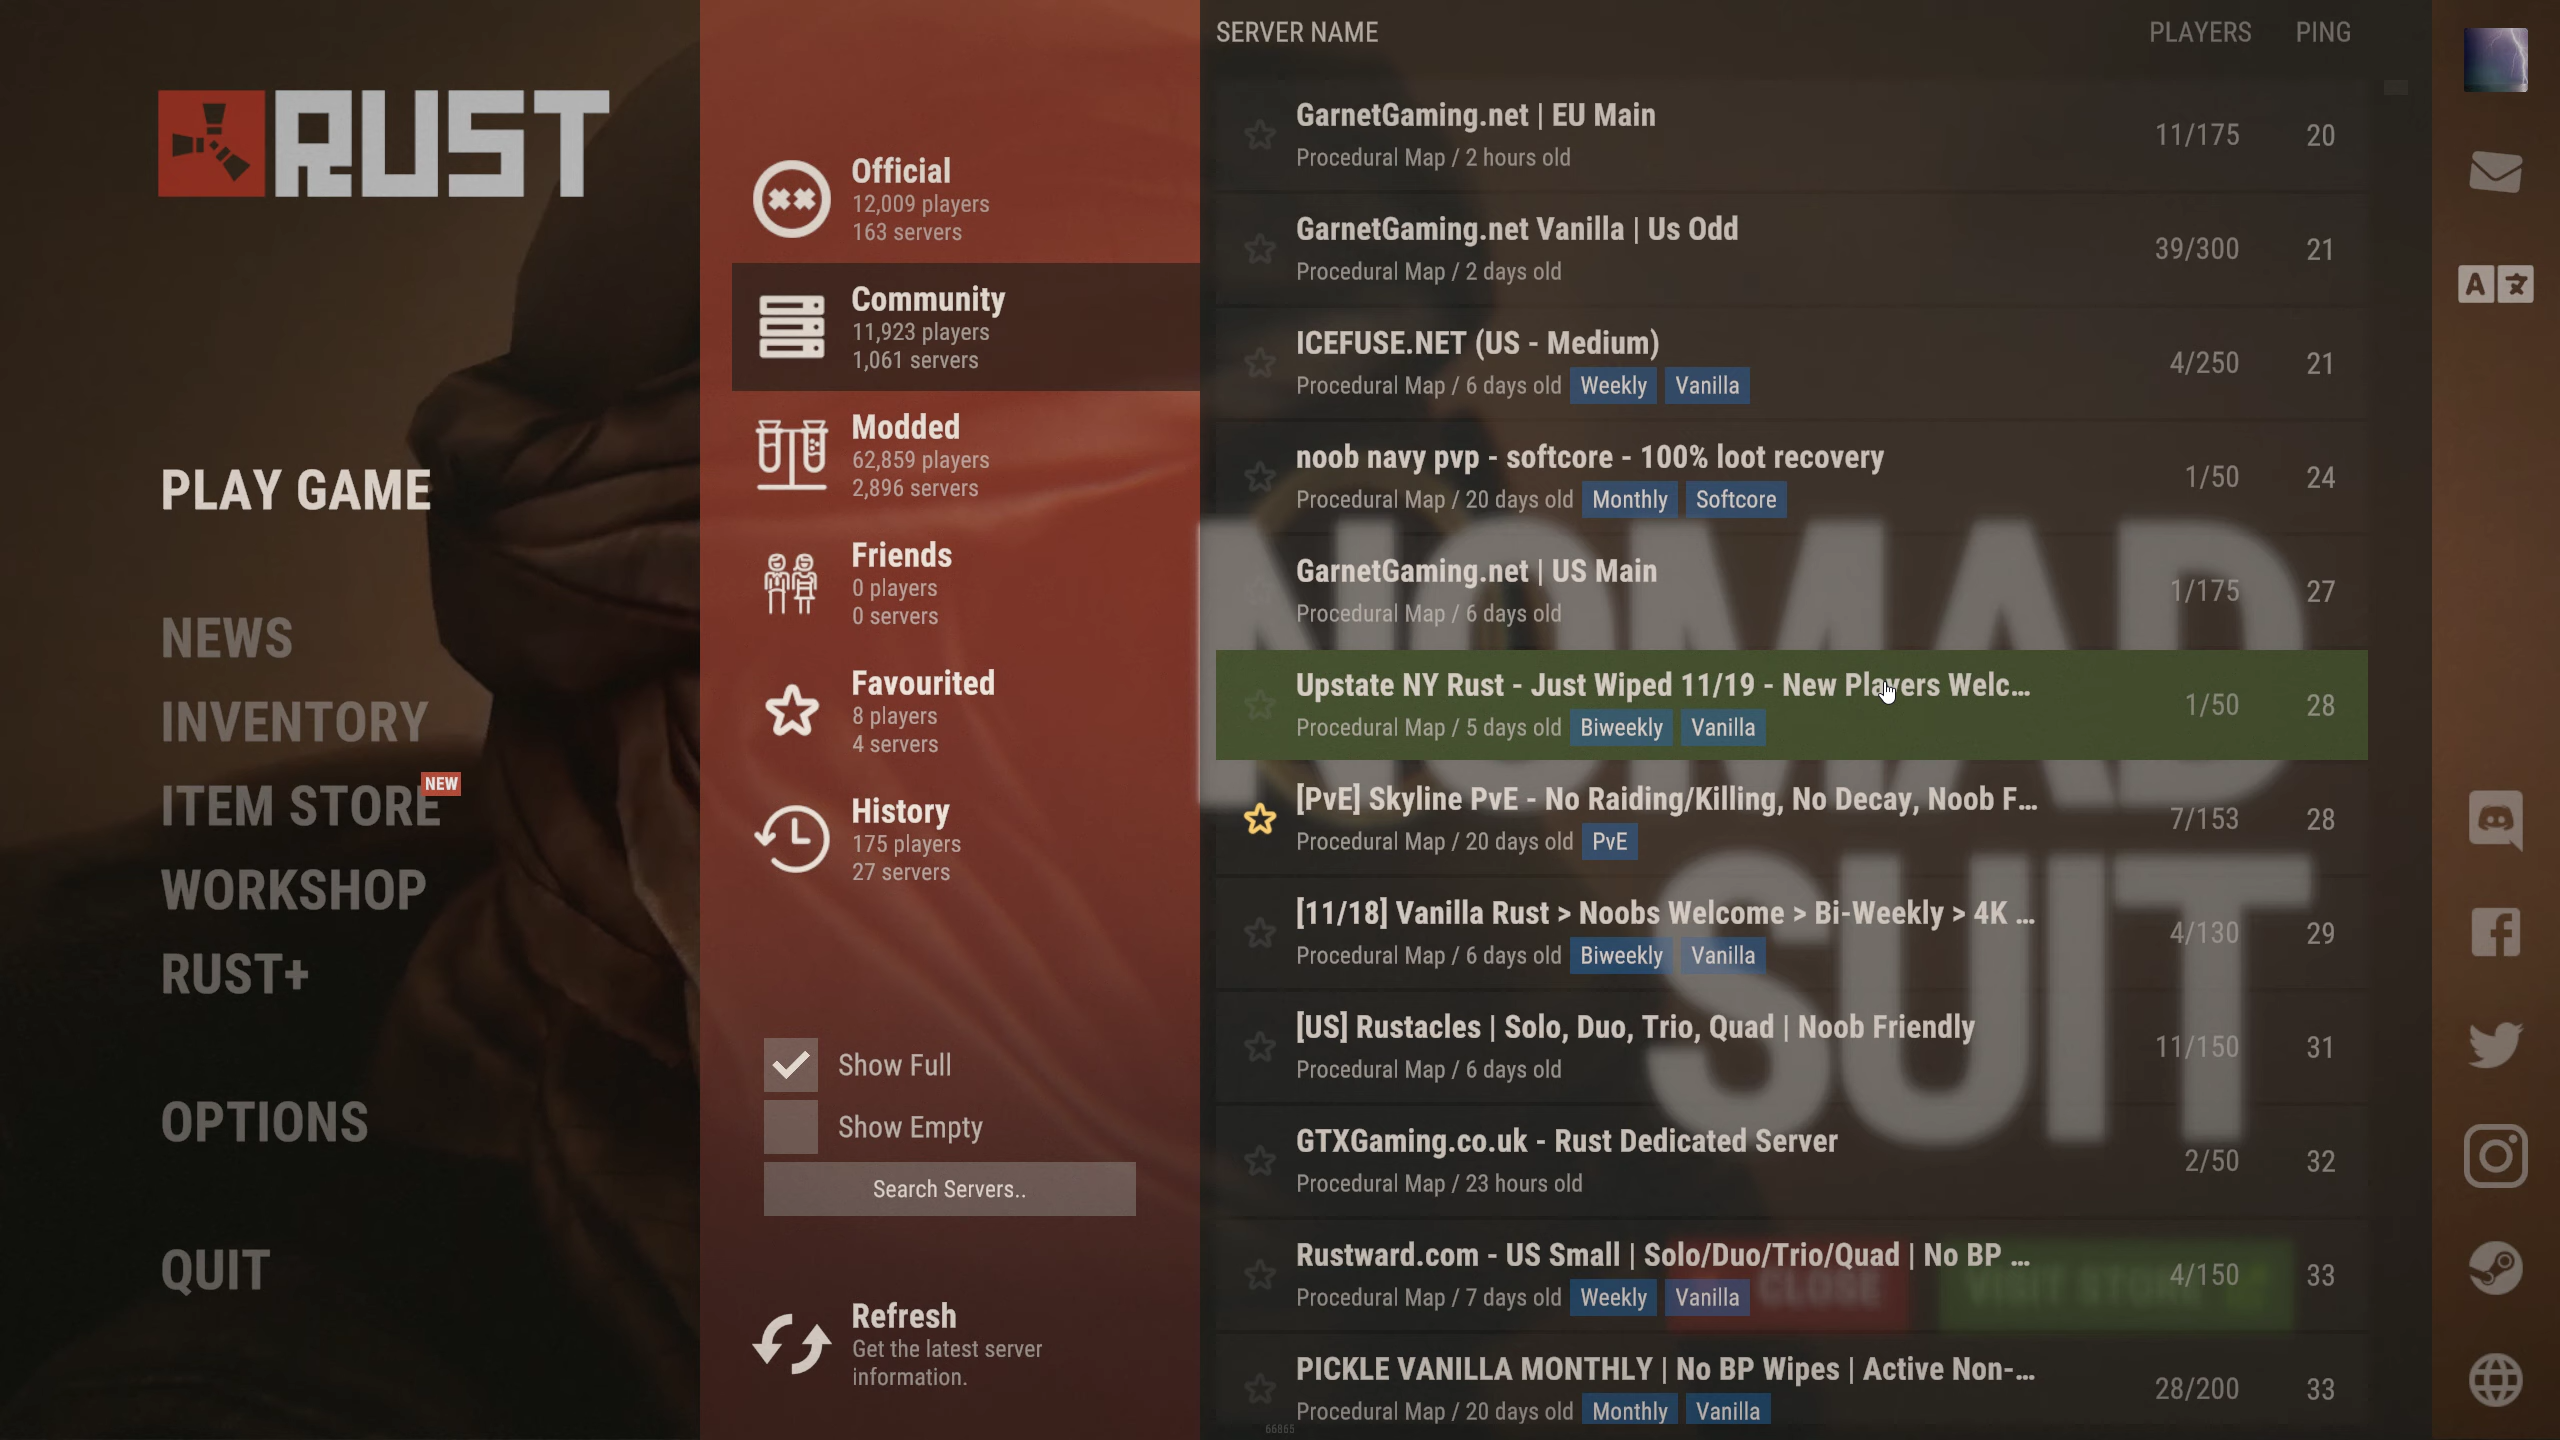 RUST
PLAY GAME
NEWS
INVENTORY
ITEM STORE
NEW
WORKSHOP
RUST+
OPTIONS
QUIT
Official
12,009 players
163 servers
Community
11,923 players
1,061 servers
Modded
62,859 players
2,896 servers
Friends
0 players
0 servers
Favourited
8 players
4 servers
History
175 players
27 servers
Show Full
Show Empty
Search Servers..
Refresh
Get the latest server
information.
SERVER NAME PLAYERS PING
GarnetGaming.net | EU Main
Procedural Map / 2 hours old
11/175 20
GarnetGaming.net Vanilla | Us Odd
Procedural Map / 2 days old
39/300 21
ICEFUSE.NET (US - Medium)
Procedural Map / 6 days old Weekly Vanilla
4/250 21
noob navy pvp - softcore - 100% loot recovery
Procedural Map / 20 days old Monthly Softcore
1/50 24
GarnetGaming.net | US Main
Procedural Map / 6 days old
1/175 27
Upstate NY Rust - Just Wiped 11/19 - New Players Welc...
Procedural Map / 5 days old Biweekly Vanilla
1/50 28
[PvE] Skyline PvE - No Raiding/Killing, No Decay, Noob F...
Procedural Map / 20 days old PvE
7/153 28
[11/18] Vanilla Rust > Noobs Welcome > Bi-Weekly > 4K ...
Procedural Map / 6 days old Biweekly Vanilla
4/130 29
[US] Rustacles | Solo, Duo, Trio, Quad | Noob Friendly
Procedural Map / 6 days old
11/150 31
GTXGaming.co.uk - Rust Dedicated Server
Procedural Map / 23 hours old
2/50 32
Rustward.com - US Small | Solo/Duo/Trio/Quad | No BP ...
Procedural Map / 7 days old Weekly Vanilla
4/150 33
PICKLE VANILLA MONTHLY | No BP Wipes | Active Non-...
Procedural Map / 20 days old Monthly Vanilla
28/200 33
NOMAD
SUIT
CLOSE
VISIT STORE
66865
A 文